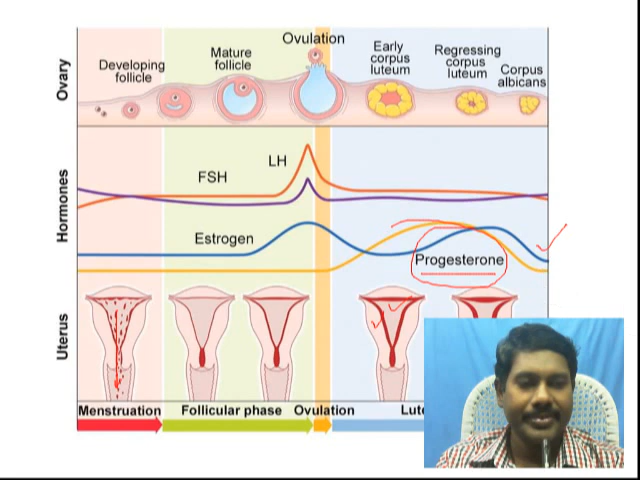 Ovary
Developing
follicle
Mature
follicle
Ovulation
Early
corpus
luteum
Regressing
corpus
luteum
Corpus
albicans
Hormones
FSH
LH
Estrogen
Progesterone
Uterus
Menstruation
Follicular phase
Ovulation